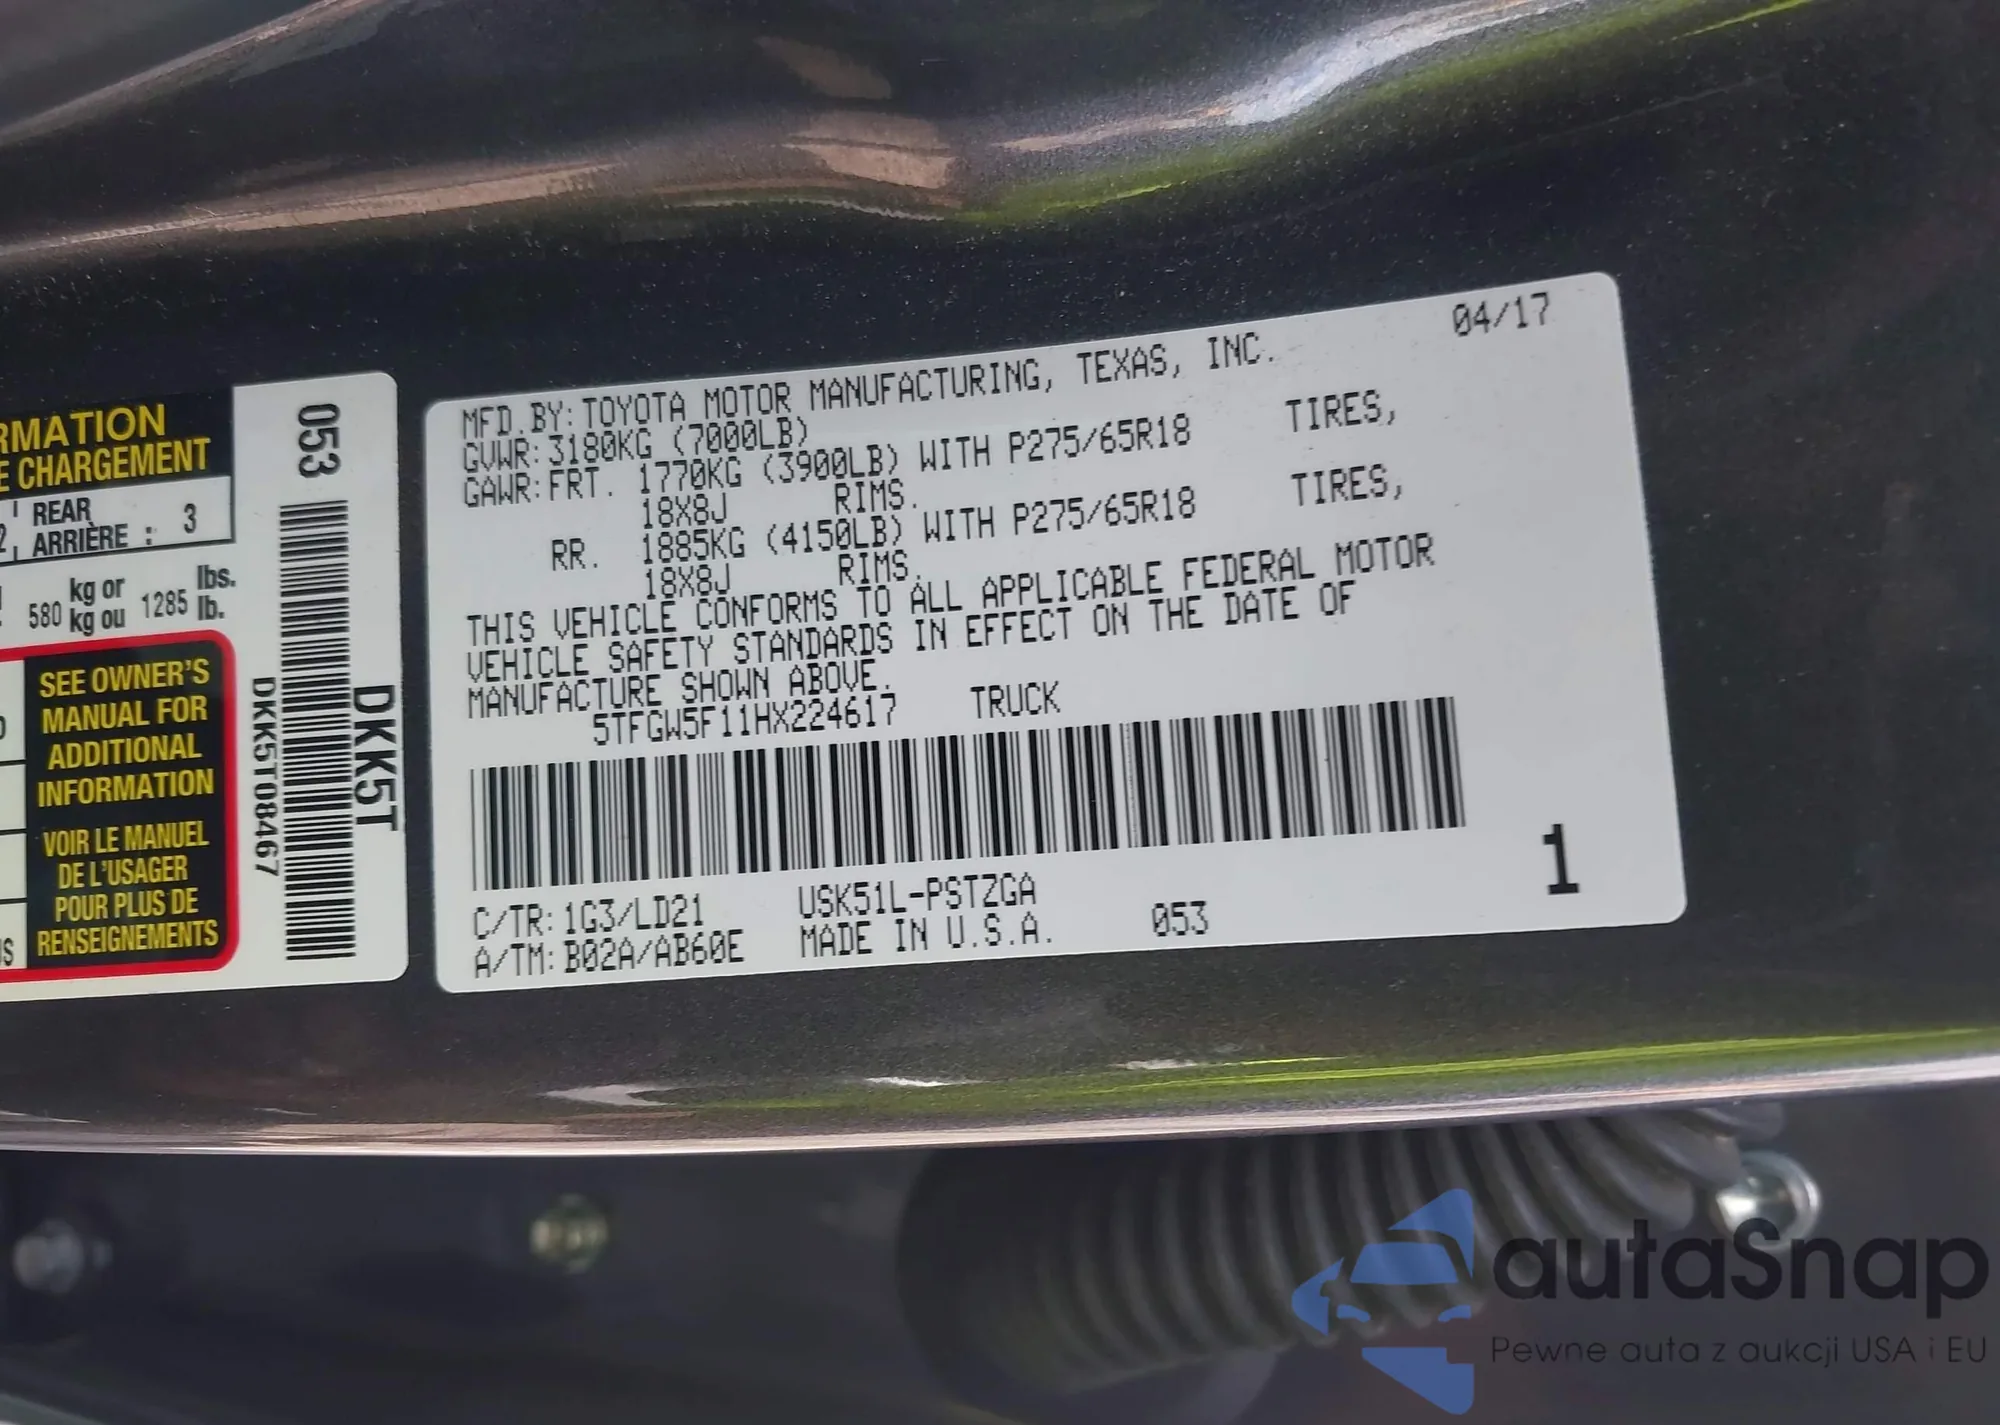 RMATION
E CHARGEMENT
REAR
ARRIÈRE : 3
580 kg or 1285 lbs.
kg ou lb.
SEE OWNER'S
MANUAL FOR
ADDITIONAL
INFORMATION
VOIR LE MANUEL
DE L'USAGER
POUR PLUS DE
RENSEIGNEMENTS
053
DKK5T
DKK5T08467
04/17
MFD.BY:TOYOTA MOTOR MANUFACTURING, TEXAS, INC.
GVWR:3180KG (7000LB)
GAWR:FRT. 1770KG (3900LB) WITH P275/65R18 TIRES,
18X8J RIMS.
RR. 1885KG (4150LB) WITH P275/65R18 TIRES,
18X8J RIMS.
THIS VEHICLE CONFORMS TO ALL APPLICABLE FEDERAL MOTOR
VEHICLE SAFETY STANDARDS IN EFFECT ON THE DATE OF
MANUFACTURE SHOWN ABOVE.
5TFGW5F11HX224617 TRUCK
C/TR:1G3/LD21 USK51L-PSTZGA
A/TM:B02A/AB60E MADE IN U.S.A. 053
1
autaSnap
Pewne auta z aukcji USA i EU